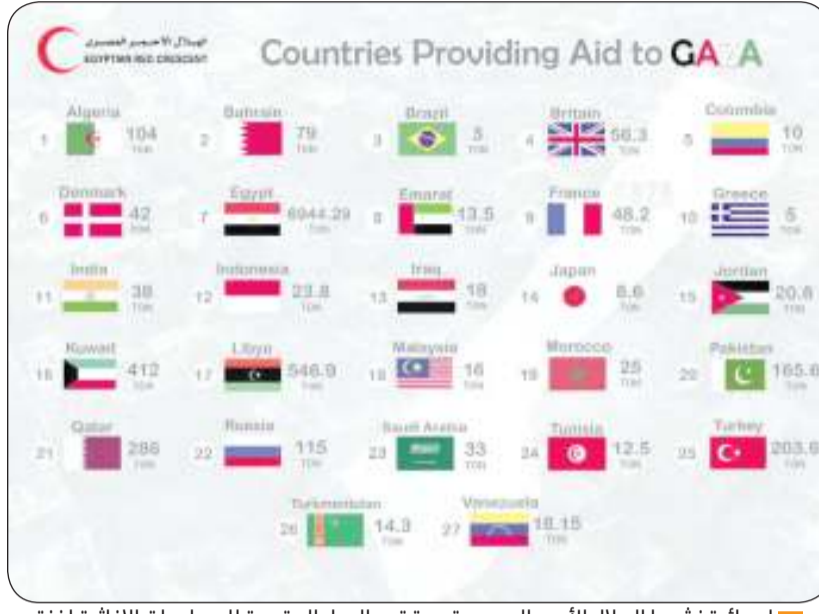 الهلال الأحمر المصرى
EGYPTIAN RED CRESCENT
Countries Providing Aid to GAZA
Algeria
1 104
TON
Bahrain
2 79
TON
Brazil
3 5
TON
Britain
4 56.3
TON
Columbia
5 10
TON
Denmark
6 42
TON
Egypt
7 6944.29
TON
Emarat
8 13.5
TON
France
9 48.2
TON
Greece
10 5
TON
India
11 38
TON
Indonesia
12 23.8
TON
Iraq
13 18
TON
Japan
14 8.6
TON
Jordan
15 20.8
TON
Kuwait
16 412
TON
Libya
17 546.9
TON
Malaysia
18 16
TON
Morocco
19 25
TON
Pakistan
20 165.6
TON
Qatar
21 286
TON
Russia
22 115
TON
Saudi Arabia
23 33
TON
Tunsia
24 12.5
TON
Turkey
25 203.6
TON
Turkmenistan
26 14.3
TON
Venezuela
27 18.15
TON